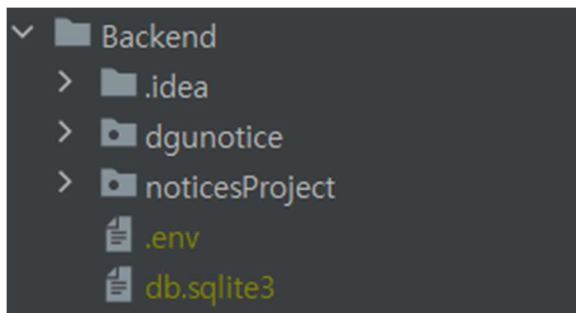 Backend
.idea
dgunotice
noticesProject
.env
db.sqlite3